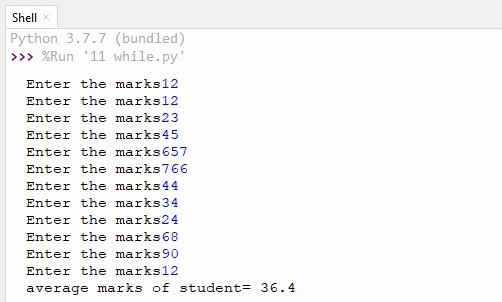 Shell ×
Python 3.7.7 (bundled)
>>> %Run '11 while.py'
Enter the marks12
Enter the marks12
Enter the marks23
Enter the marks45
Enter the marks657
Enter the marks766
Enter the marks44
Enter the marks34
Enter the marks24
Enter the marks68
Enter the marks90
Enter the marks12
average marks of student= 36.4